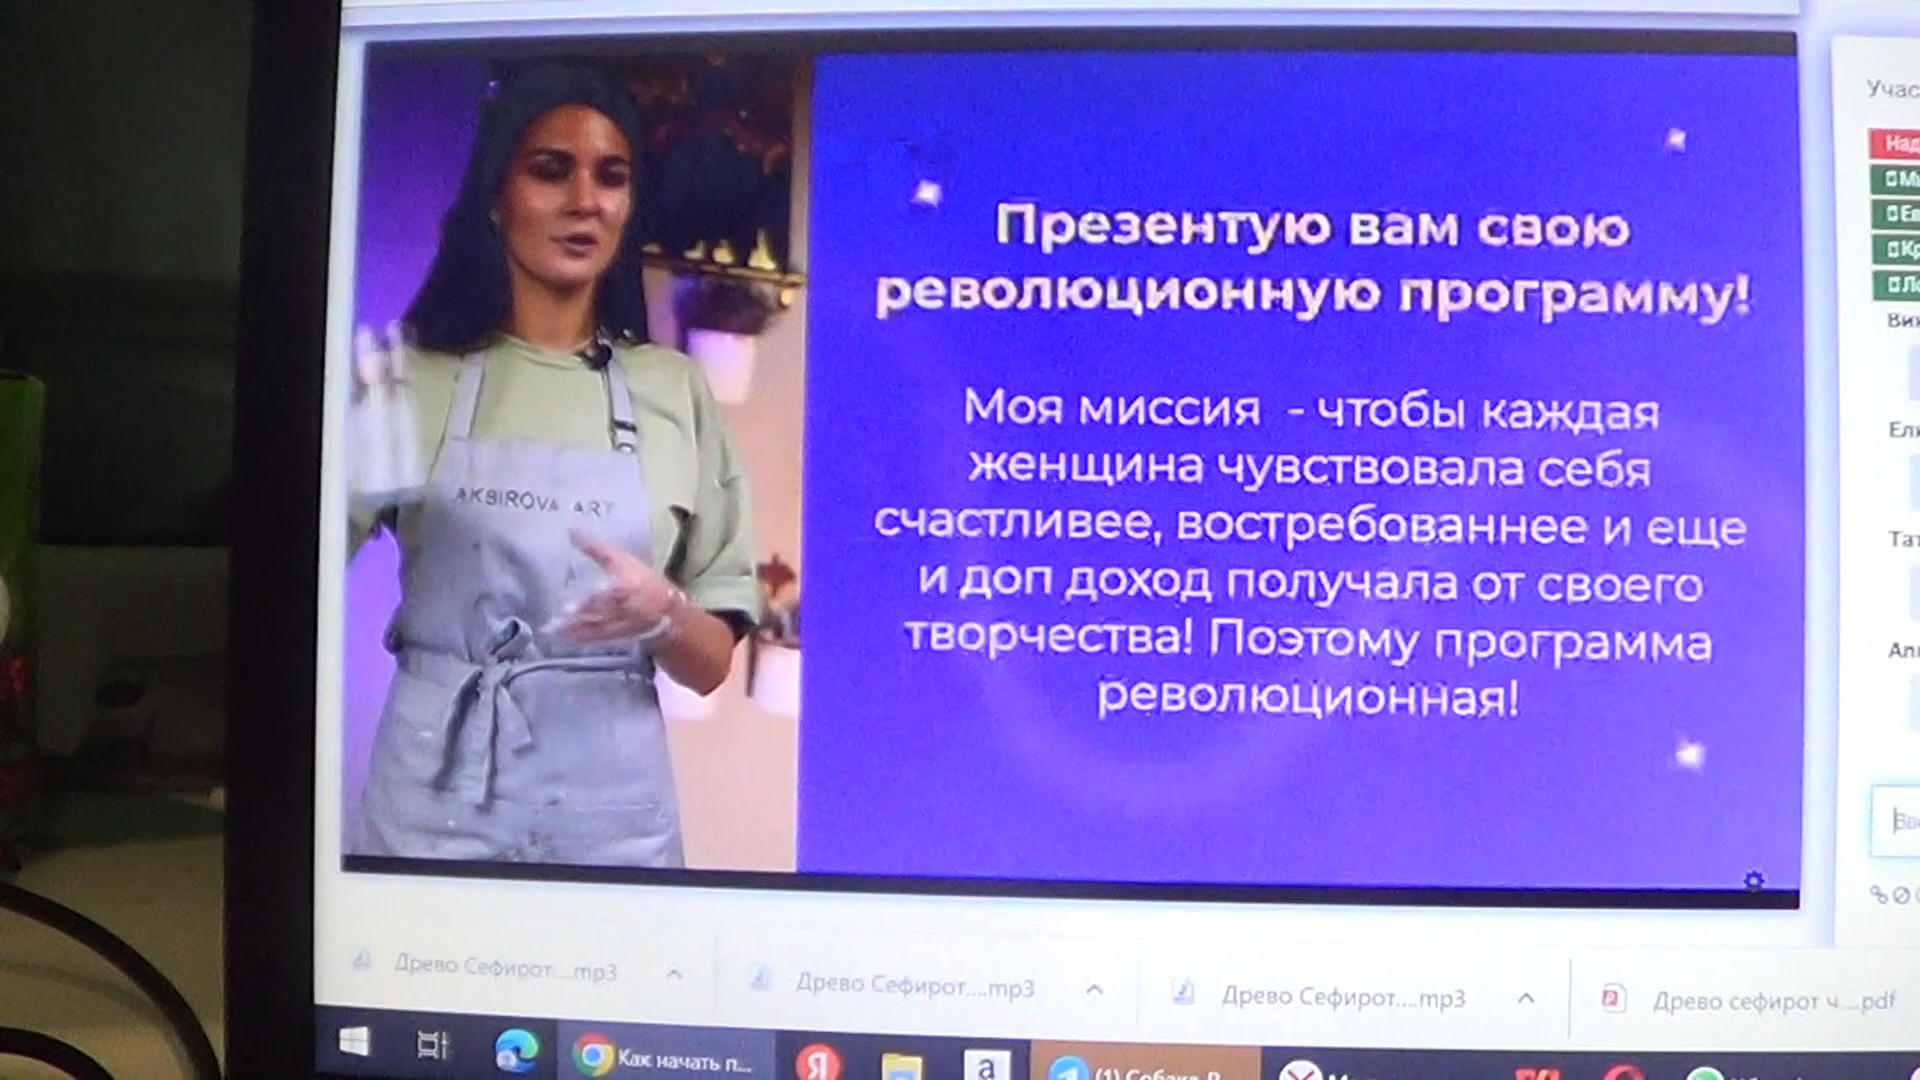 Презентую вам свою
революционную программу!
Моя миссия - чтобы каждая
женщина чувствовала себя
счастливее, востребованнее и еще
и доп доход получала от своего
творчества! Поэтому программа
революционная!
AKBIROVA ART
Древо Сефирот....mp3
Древо Сефирот....mp3
Древо Сефирот....mp3
Древо сефирот ч....pdf
Как начать п...